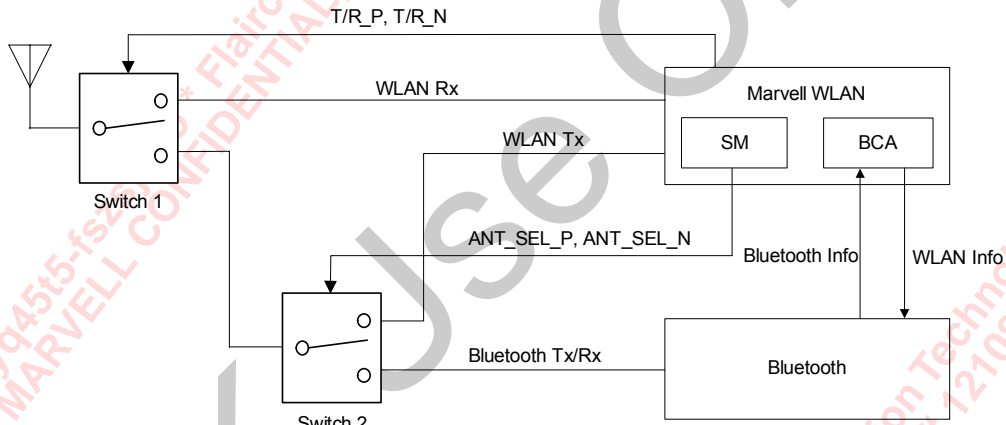 T/R_P, T/R_N
WLAN Rx
Marvell WLAN
WLAN Tx
SM
BCA
Switch 1
ANT_SEL_P, ANT_SEL_N
Bluetooth Info
WLAN Info
Bluetooth Tx/Rx
Bluetooth
Switch 2
MARVELL CONFIDENTIAL,
Use